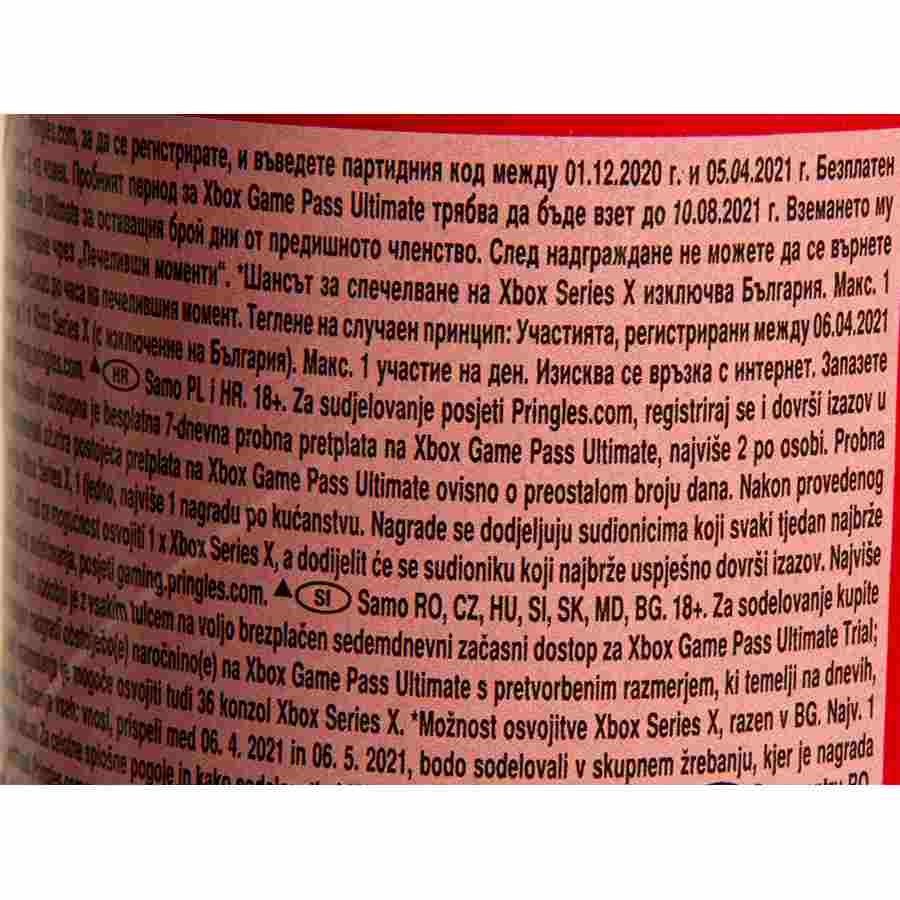 за да се регистрирате, и въведете партидния код между 01.12.2020 г. и 05.04.2021 г. Безплатен
на човек. Пробният период за Xbox Game Pass Ultimate трябва да бъде взет до 10.08.2021 г. Вземането му
Pass Ultimate за оставащия брой дни от предишното членство. След надграждане не можете да се върнете
чрез „Печеливши моменти“. *Шансът за спечелване на Xbox Series X изключва България. Макс. 1
до часа на печелившия момент. Теглене на случаен принцип: Участията, регистрирани между 06.04.2021
Xbox Series X (с изключение на България). Макс. 1 участие на ден. Изисква се връзка с интернет. Запазете
HR Samo PL i HR. 18+. Za sudjelovanje posjeti Pringles.com, registriraj se i dovrši izazov u
dostupna je besplatna 7-dnevna probna pretplata na Xbox Game Pass Ultimate, najviše 2 po osobi. Probna
postojeća pretplata na Xbox Game Pass Ultimate ovisno o preostalom broju dana. Nakon provedenog
Series X, 1 (jedno, najviše 1 nagradu po kućanstvu. Nagrade se dodjeljuju sudionicima koji svaki tjedan najbrže
za mogućnost osvojiti 1 x Xbox Series X, a dodijelit će se sudioniku koji najbrže uspješno dovrši izazov. Najviše
posjeti gaming.pringles.com. SI Samo RO, CZ, HU, SI, SK, MD, BG. 18+. Za sodelovanje kupite
dobijo je z vsakim tulcem na voljo brezplačen sedemdnevni začasni dostop za Xbox Game Pass Ultimate Trial;
obstoječo(e) naročnino(e) na Xbox Game Pass Ultimate s pretvorbenim razmerjem, ki temelji na dnevih,
je mogoče osvojiti tudi 36 konzol Xbox Series X. *Možnost osvojitve Xbox Series X, razen v BG. Najv. 1
vnosi, prispeli med 06. 4. 2021 in 06. 5. 2021, bodo sodelovali v skupnem žrebanju, kjer je nagrada
Za celotne splošne pogoje in kako